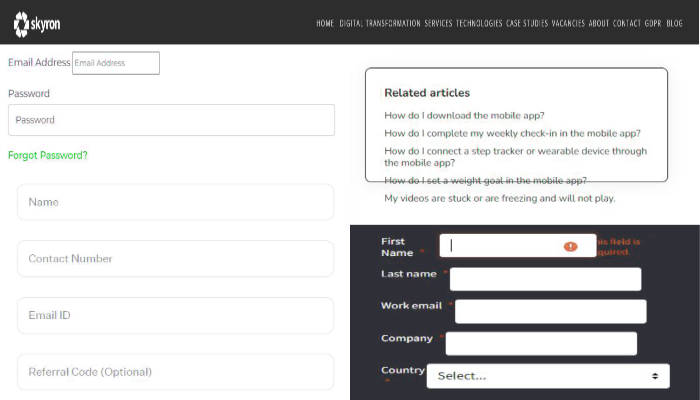 skyron
HOME DIGITAL TRANSFORMATION SERVICES TECHNOLOGIES CASE STUDIES VACANCIES ABOUT CONTACT GDPR BLOG
Email Address Email Address
Password
Password
Forgot Password?
Name
Contact Number
Email ID
Referral Code (Optional)
Related articles
How do I download the mobile app?
How do I complete my weekly check-in in the mobile app?
How do I connect a step tracker or wearable device through
the mobile app?
How do I set a weight goal in the mobile app?
My videos are stuck or are freezing and will not play.
First
Name *
his field is
quired.
Last name *
Work email *
Company *
Country
*
Select...